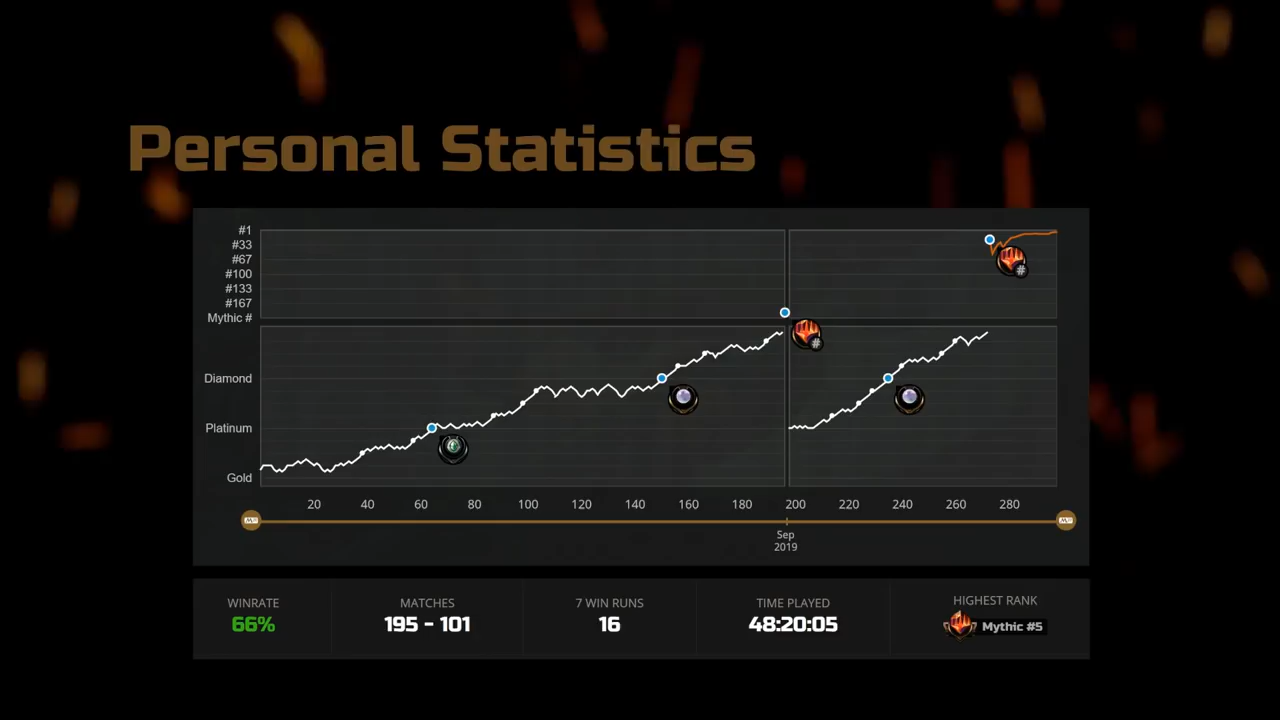 Personal Statistics
#1
#33
#67
#100
#133
#167
Mythic #
Diamond
Platinum
Gold
20 40 60 80 100 120 140 160 180 200 220 240 260 280
Sep
2019
WINRATE MATCHES 7 WIN RUNS TIME PLAYED HIGHEST RANK
66% 195 - 101 16 48:20:05 Mythic #5